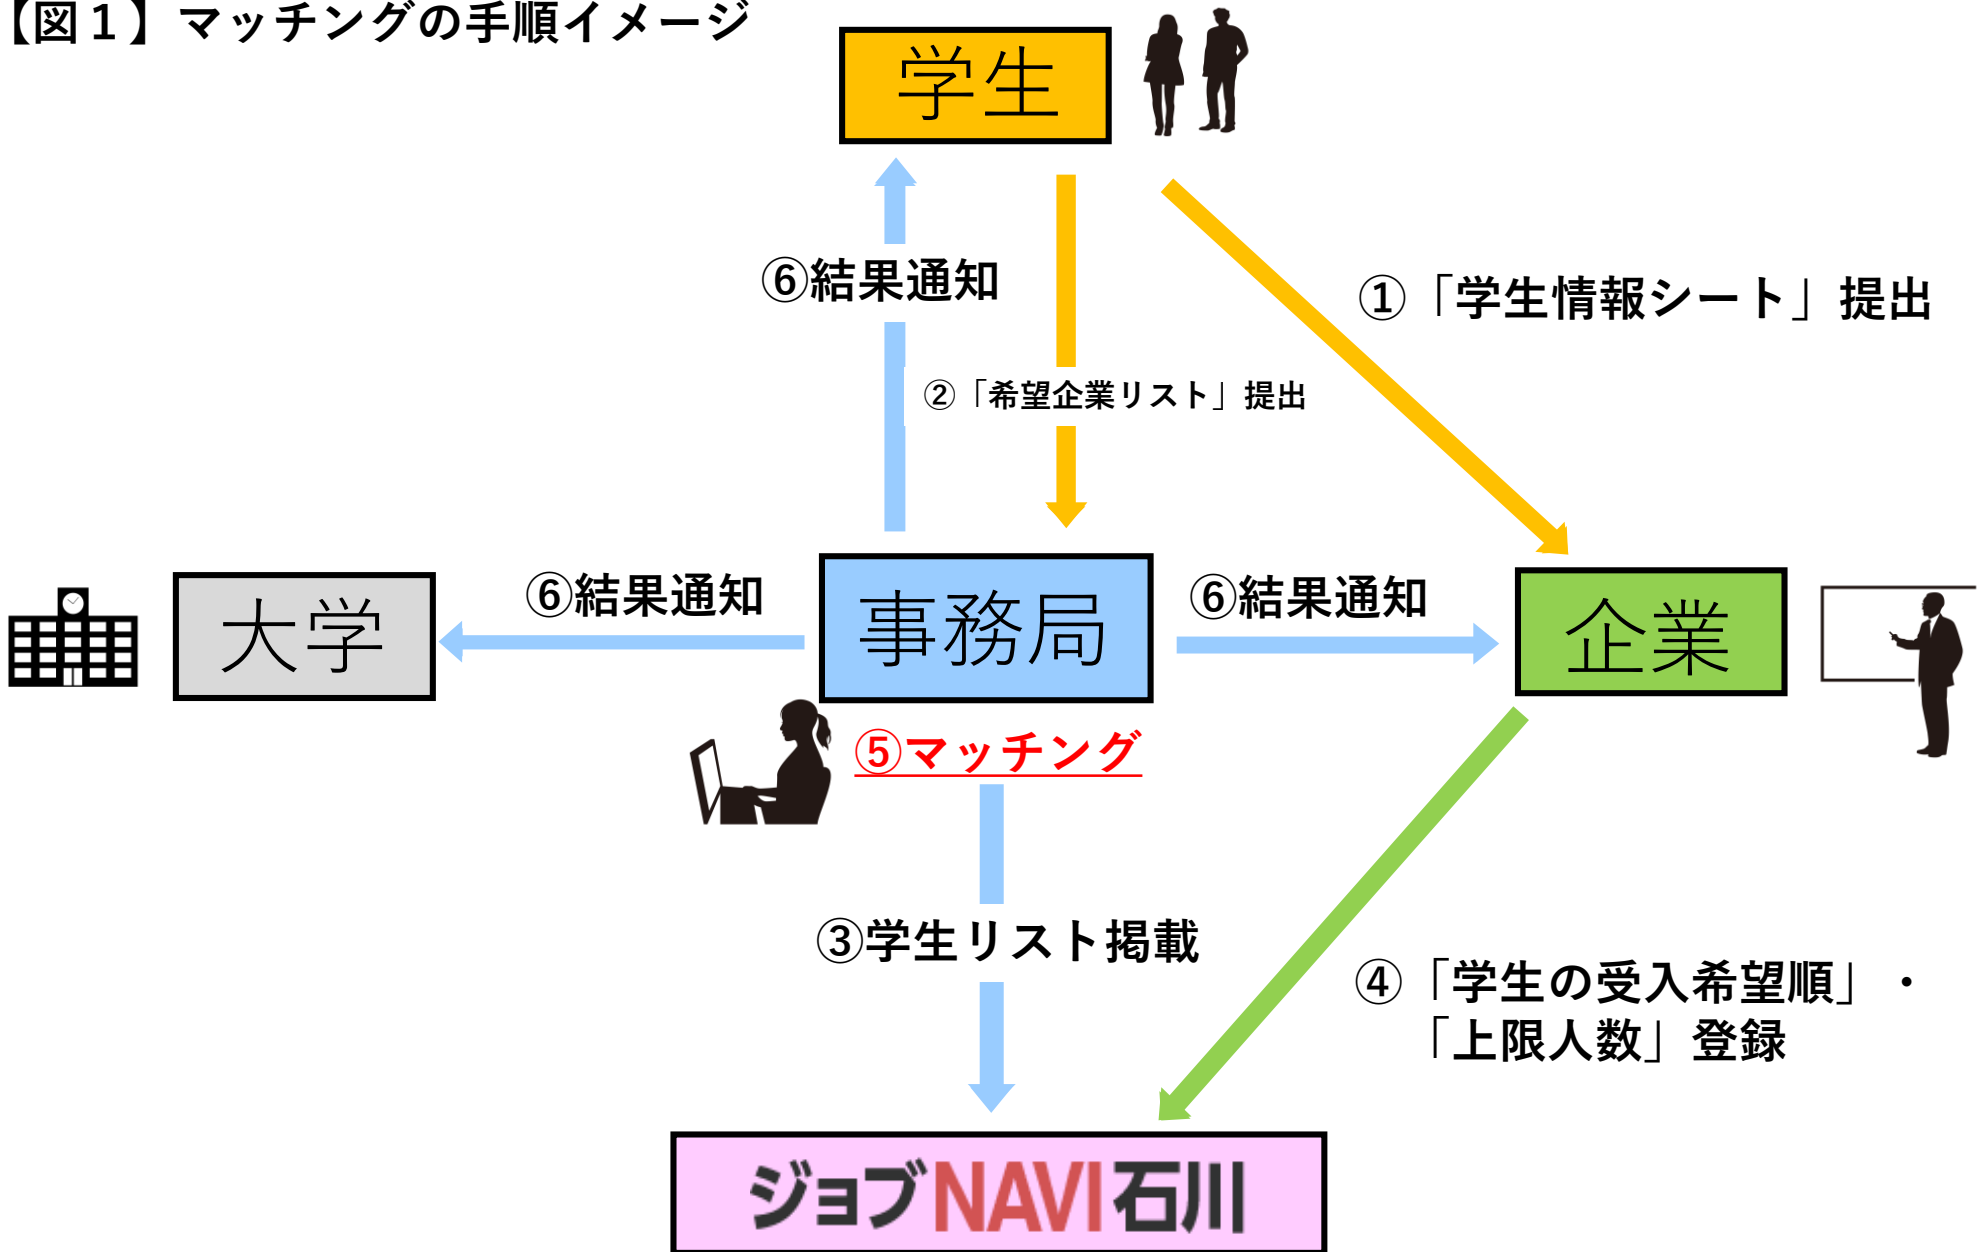 【図１】マッチングの手順イメージ
学生
⑥結果通知
①「学生情報シート」提出
②「希望企業リスト」提出
大学
⑥結果通知
事務局
⑥結果通知
企業
⑤マッチング
③学生リスト掲載
④「学生の受入希望順」・
「上限人数」登録
ジョブNAVI石川